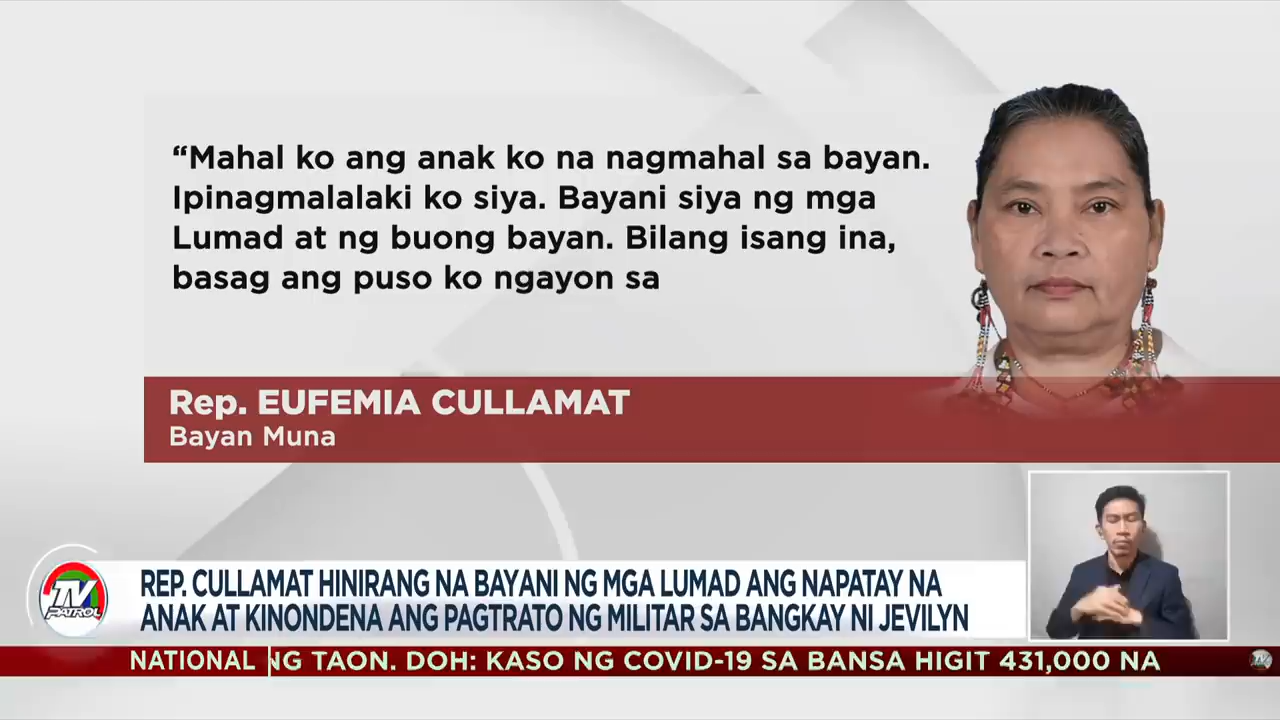 “Mahal ko ang anak ko na nagmahal sa bayan.
Ipinagmalalaki ko siya. Bayani siya ng mga
Lumad at ng buong bayan. Bilang isang ina,
basag ang puso ko ngayon sa
Rep. EUFEMIA CULLAMAT
Bayan Muna
TV
PATROL
REP. CULLAMAT HINIRANG NA BAYANI NG MGA LUMAD ANG NAPATAY NA
ANAK AT KINONDENA ANG PAGTRATO NG MILITAR SA BANGKAY NI JEVILYN
NATIONAL NG TAON. DOH: KASO NG COVID-19 SA BANSA HIGIT 431,000 NA